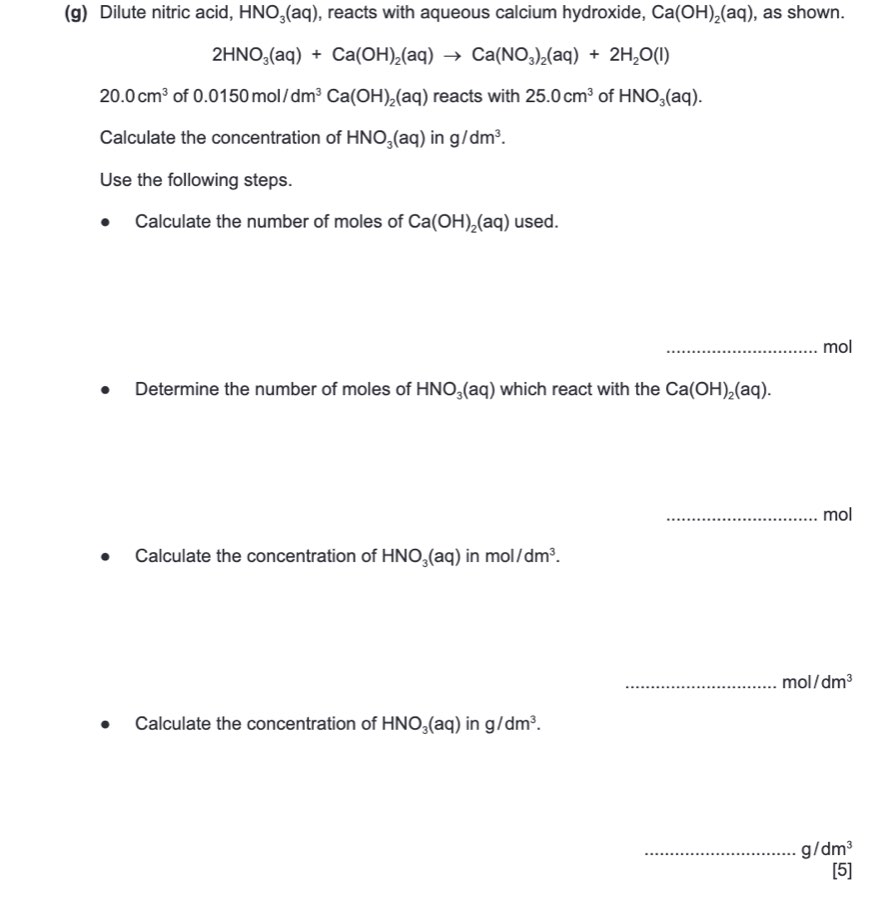 (g) Dilute nitric acid, HNO₃(aq), reacts with aqueous calcium hydroxide, Ca(OH)₂(aq), as shown.
2HNO₃(aq) + Ca(OH)₂(aq) → Ca(NO₃)₂(aq) + 2H₂O(l)
20.0 cm³ of 0.0150 mol/dm³ Ca(OH)₂(aq) reacts with 25.0 cm³ of HNO₃(aq).
Calculate the concentration of HNO₃(aq) in g/dm³.
Use the following steps.
• Calculate the number of moles of Ca(OH)₂(aq) used.
.............................. mol
• Determine the number of moles of HNO₃(aq) which react with the Ca(OH)₂(aq).
.............................. mol
• Calculate the concentration of HNO₃(aq) in mol/dm³.
.............................. mol/dm³
• Calculate the concentration of HNO₃(aq) in g/dm³.
.............................. g/dm³
[5]